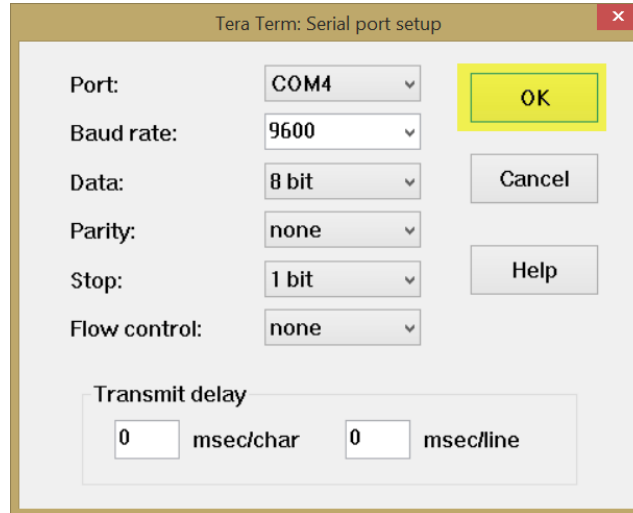 Tera Term: Serial port setup
Port: COM4 OK
Baud rate: 9600
Data: 8 bit Cancel
Parity: none
Stop: 1 bit Help
Flow control: none
Transmit delay
0 msec/char 0 msec/line